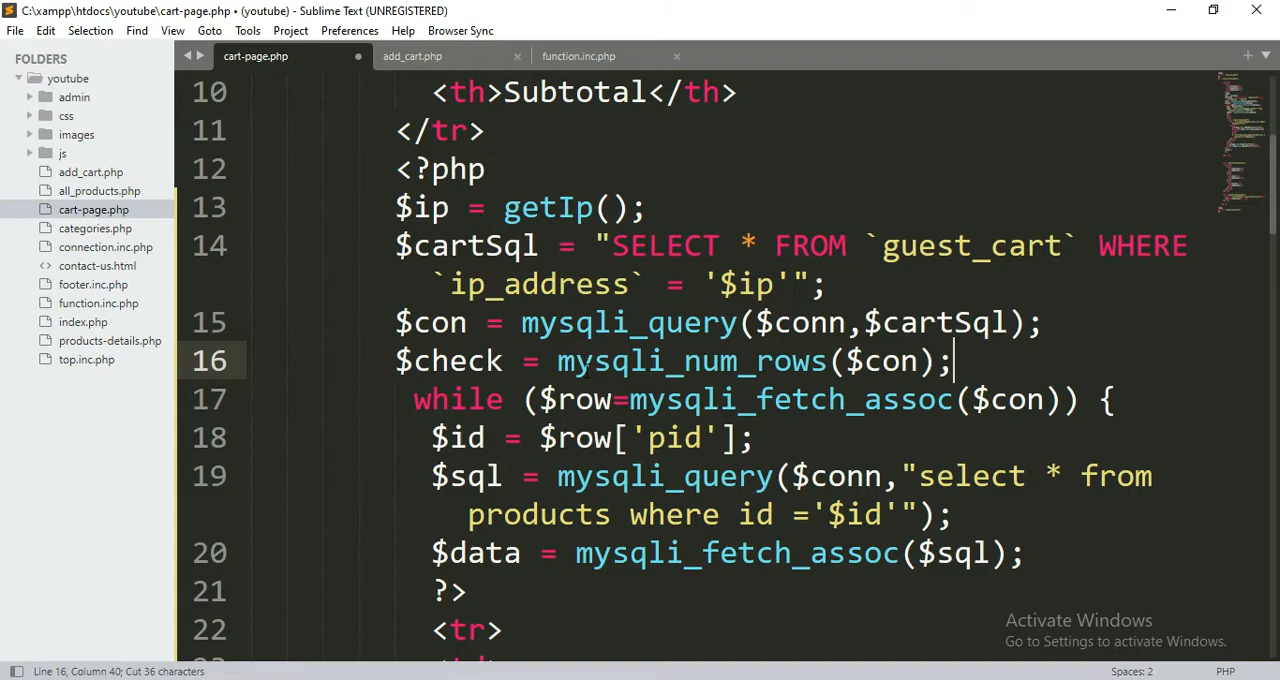 C:\xampp\htdocs\youtube\cart-page.php • (youtube) - Sublime Text (UNREGISTERED)
File Edit Selection Find View Goto Tools Project Preferences Help Browser Sync
FOLDERS
youtube
admin
css
images
js
add_cart.php
all_products.php
cart-page.php
categories.php
connection.inc.php
contact-us.html
footer.inc.php
function.inc.php
index.php
products-details.php
top.inc.php
cart-page.php add_cart.php function.inc.php
10 <th>Subtotal</th>
11 </tr>
12 <?php
13 $ip = getIp();
14 $cartSql = "SELECT * FROM `guest_cart` WHERE
`ip_address` = '$ip'";
15 $con = mysqli_query($conn,$cartSql);
16 $check = mysqli_num_rows($con);
17 while ($row=mysqli_fetch_assoc($con)) {
18 $id = $row['pid'];
19 $sql = mysqli_query($conn,"select * from
products where id ='$id'");
20 $data = mysqli_fetch_assoc($sql);
21 ?>
22 <tr>
Activate Windows
Go to Settings to activate Windows.
Line 16, Column 40; Cut 36 characters Spaces: 2 PHP